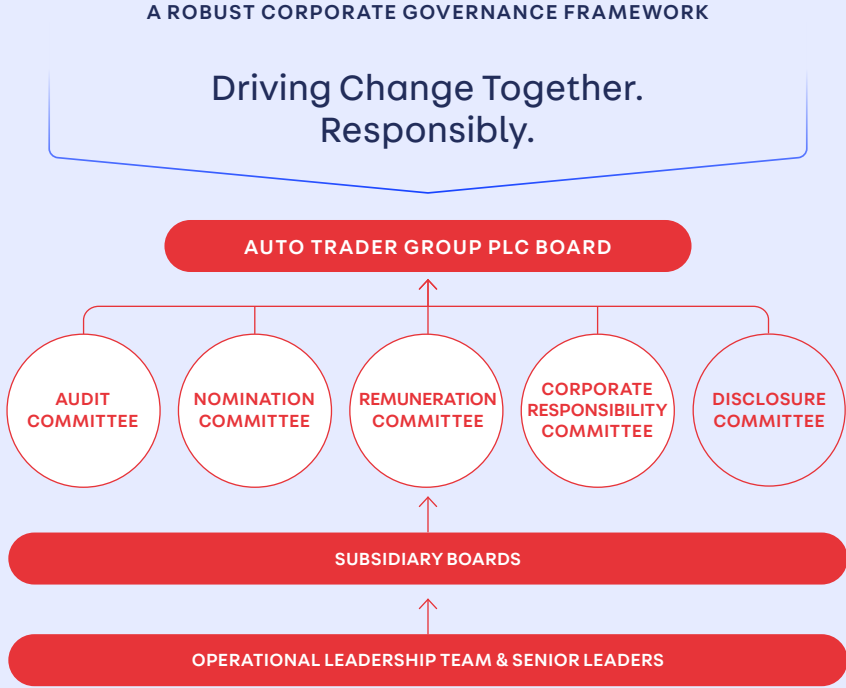 A ROBUST CORPORATE GOVERNANCE FRAMEWORK
Driving Change Together.
Responsibly.
AUTO TRADER GROUP PLC BOARD
AUDIT
COMMITTEE
NOMINATION
COMMITTEE
REMUNERATION
COMMITTEE
CORPORATE
RESPONSIBILITY
COMMITTEE
DISCLOSURE
COMMITTEE
SUBSIDIARY BOARDS
OPERATIONAL LEADERSHIP TEAM & SENIOR LEADERS